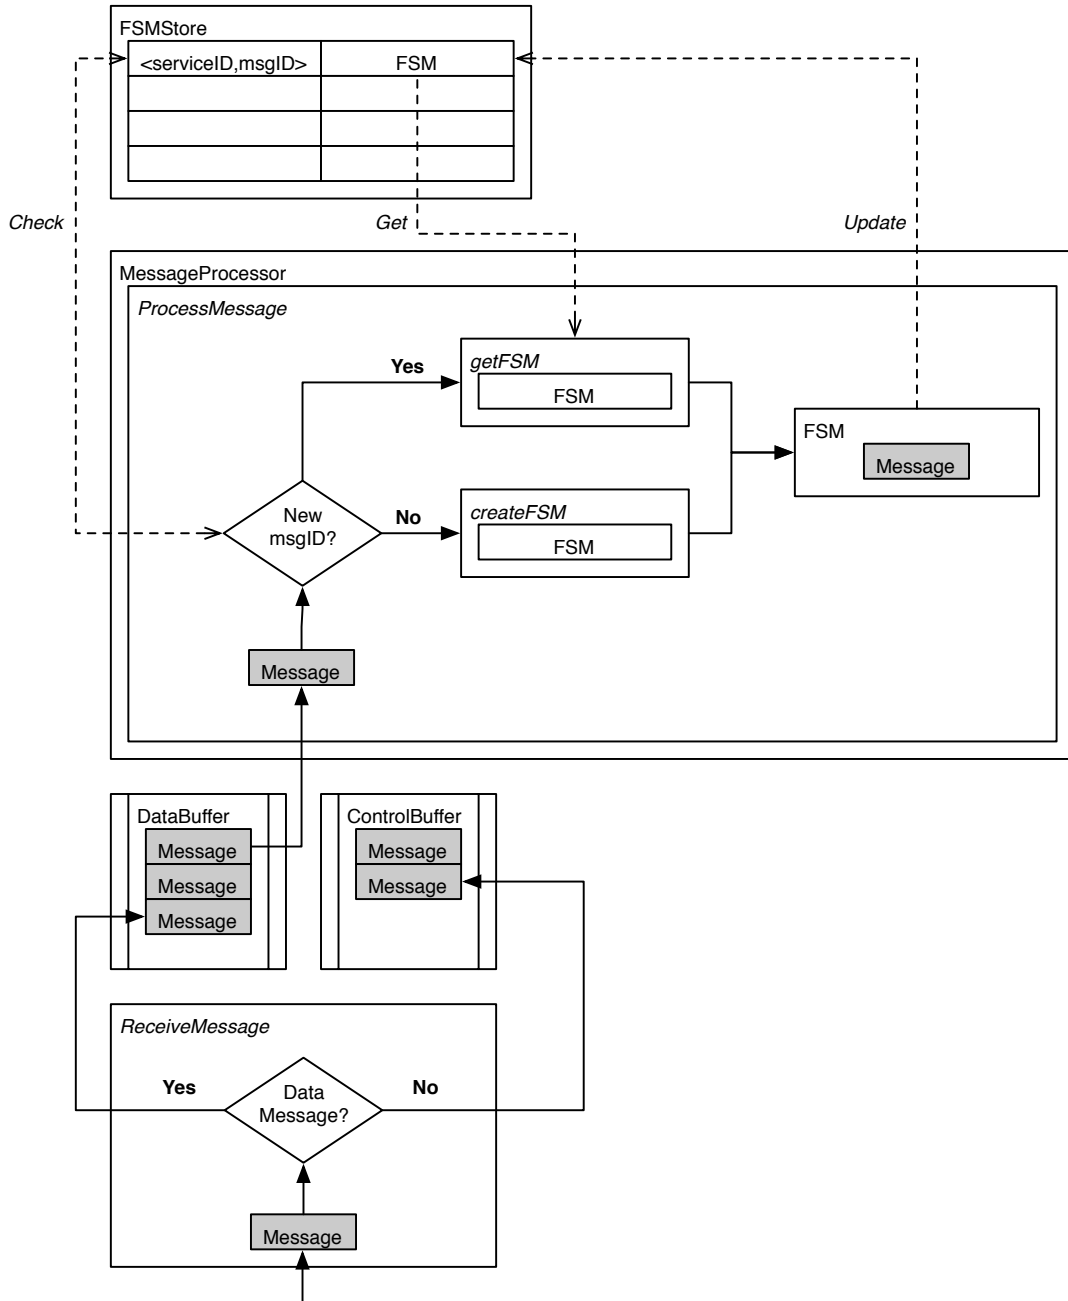 FSMStore
<serviceID,msgID> FSM
Check Get Update
MessageProcessor
ProcessMessage
Yes getFSM
FSM
FSM
Message
New
msgID?
No createFSM
FSM
Message
DataBuffer
Message
Message
Message
ControlBuffer
Message
Message
ReceiveMessage
Yes No
Data
Message?
Message